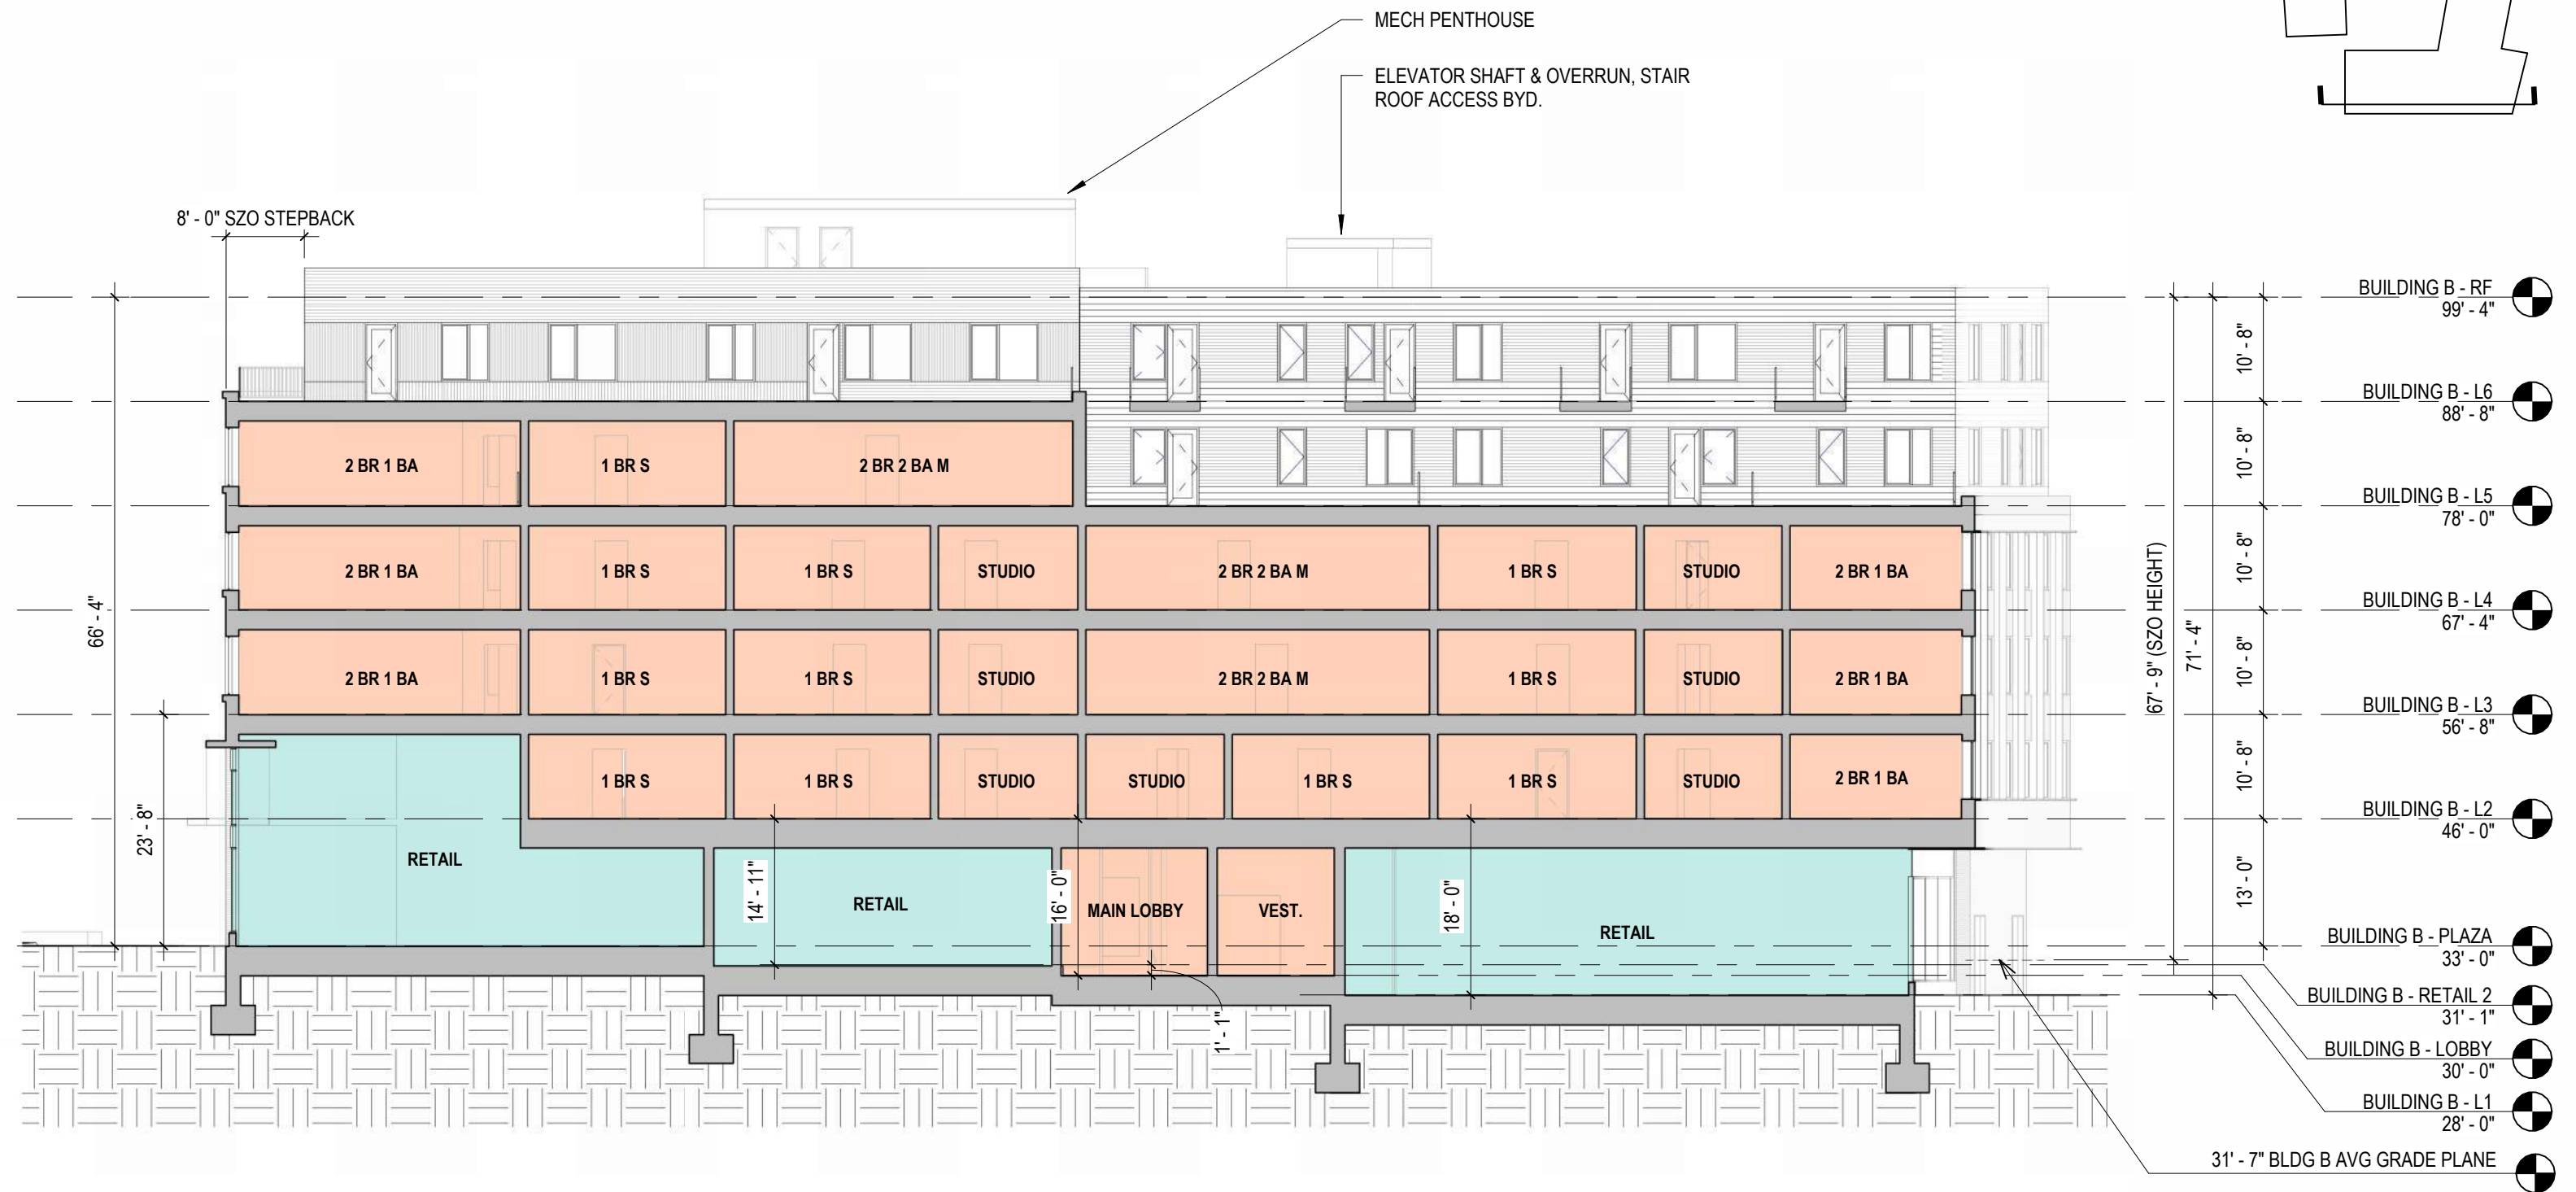 MECH PENTHOUSE
ELEVATOR SHAFT & OVERRUN, STAIR
ROOF ACCESS BYD.
8' - 0" SZO STEPBACK
BUILDING B - RF
99' - 4"
10' - 8"
BUILDING B - L6
88' - 8"
2 BR 1 BA
1 BR S
2 BR 2 BA M
10' - 8"
BUILDING B - L5
78' - 0"
2 BR 1 BA
1 BR S
1 BR S
STUDIO
2 BR 2 BA M
1 BR S
STUDIO
2 BR 1 BA
10' - 8"
67' - 9" (SZO HEIGHT)
71' - 4"
66' - 4"
BUILDING B - L4
67' - 4"
2 BR 1 BA
1 BR S
1 BR S
STUDIO
2 BR 2 BA M
1 BR S
STUDIO
2 BR 1 BA
10' - 8"
BUILDING B - L3
56' - 8"
1 BR S
1 BR S
STUDIO
STUDIO
1 BR S
1 BR S
STUDIO
2 BR 1 BA
10' - 8"
23' - 8"
BUILDING B - L2
46' - 0"
RETAIL
14' - 11"
RETAIL
16' - 0"
MAIN LOBBY
VEST.
18' - 0"
RETAIL
13' - 0"
BUILDING B - PLAZA
33' - 0"
1' - 1"
BUILDING B - RETAIL 2
31' - 1"
BUILDING B - LOBBY
30' - 0"
BUILDING B - L1
28' - 0"
31' - 7" BLDG B AVG GRADE PLANE